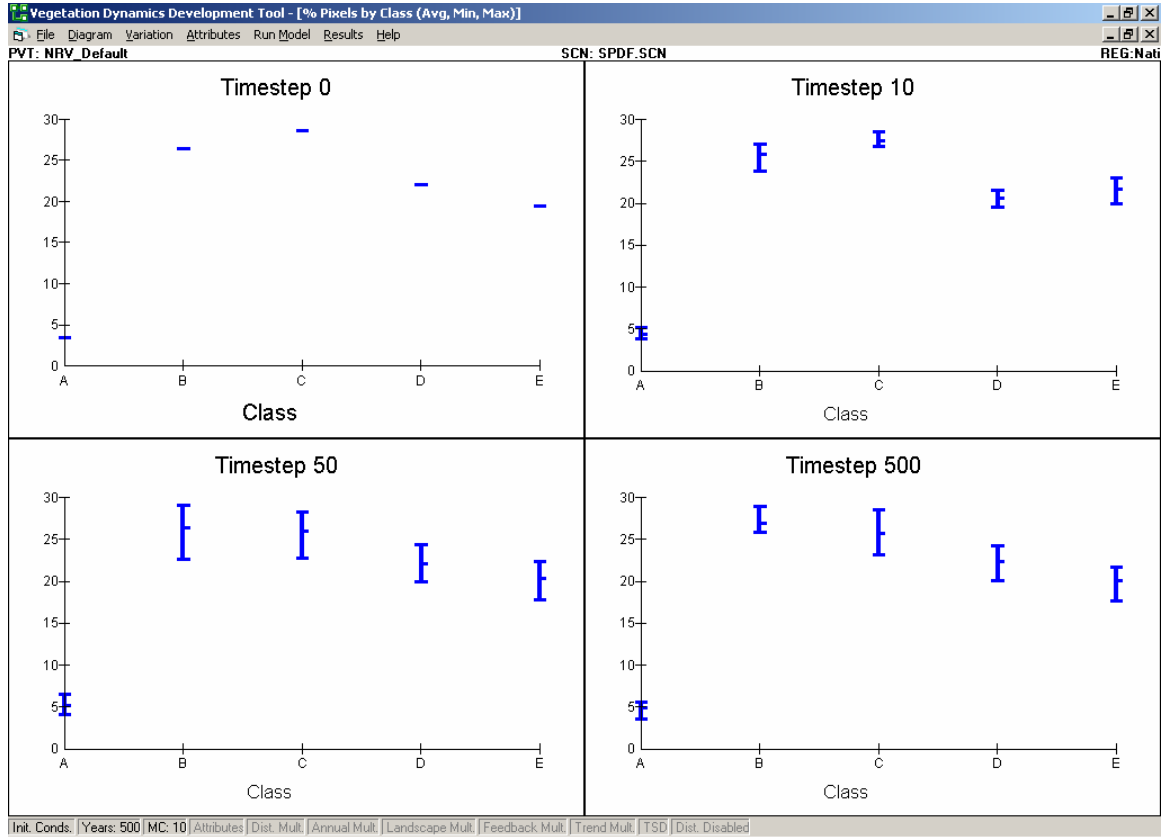 Vegetation Dynamics Development Tool - [% Pixels by Class (Avg, Min, Max)]
File Diagram Variation Attributes Run Model Results Help
PVT: NRV_Default SCN: SPDF.SCN REG:Nati
Timestep 0
30
25
20
15
10
5
0
A B C D E
Class
Timestep 10
30
25
20
15
10
5
0
A B C D E
Class
Timestep 50
30
25
20
15
10
5
0
A B C D E
Class
Timestep 500
30
25
20
15
10
5
0
A B C D E
Class
Init. Conds. Years: 500 MC: 10 Attributes Dist. Mult. Annual Mult. Landscape Mult. Feedback Mult. Trend Mult. TSD Dist. Disabled